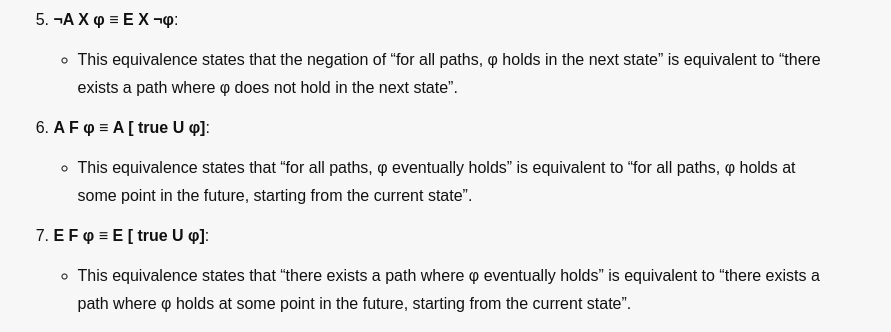 5. ¬A X φ ≡ E X ¬φ:
○ This equivalence states that the negation of “for all paths, φ holds in the next state” is equivalent to “there
exists a path where φ does not hold in the next state”.
6. A F φ ≡ A [ true U φ]:
○ This equivalence states that “for all paths, φ eventually holds” is equivalent to “for all paths, φ holds at
some point in the future, starting from the current state”.
7. E F φ ≡ E [ true U φ]:
○ This equivalence states that “there exists a path where φ eventually holds” is equivalent to “there exists a
path where φ holds at some point in the future, starting from the current state”.